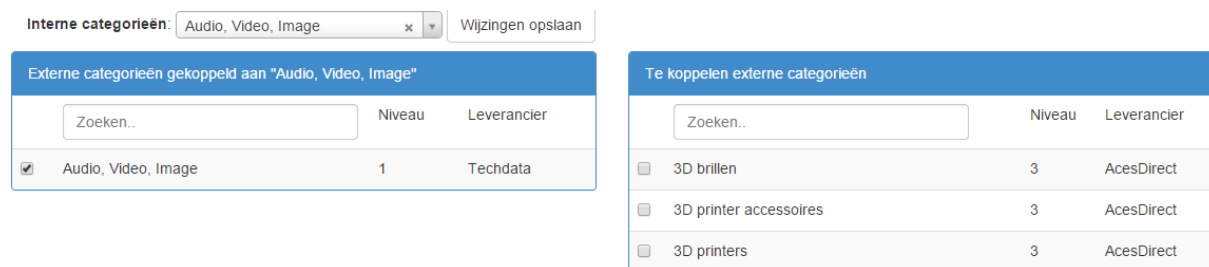 Interne categorieën: Audio, Video, Image × Wijzingen opslaan
Externe categorieën gekoppeld aan "Audio, Video, Image"
Zoeken.. Niveau Leverancier
Audio, Video, Image 1 Techdata
Te koppelen externe categorieën
Zoeken.. Niveau Leverancier
3D brillen 3 AcesDirect
3D printer accessoires 3 AcesDirect
3D printers 3 AcesDirect